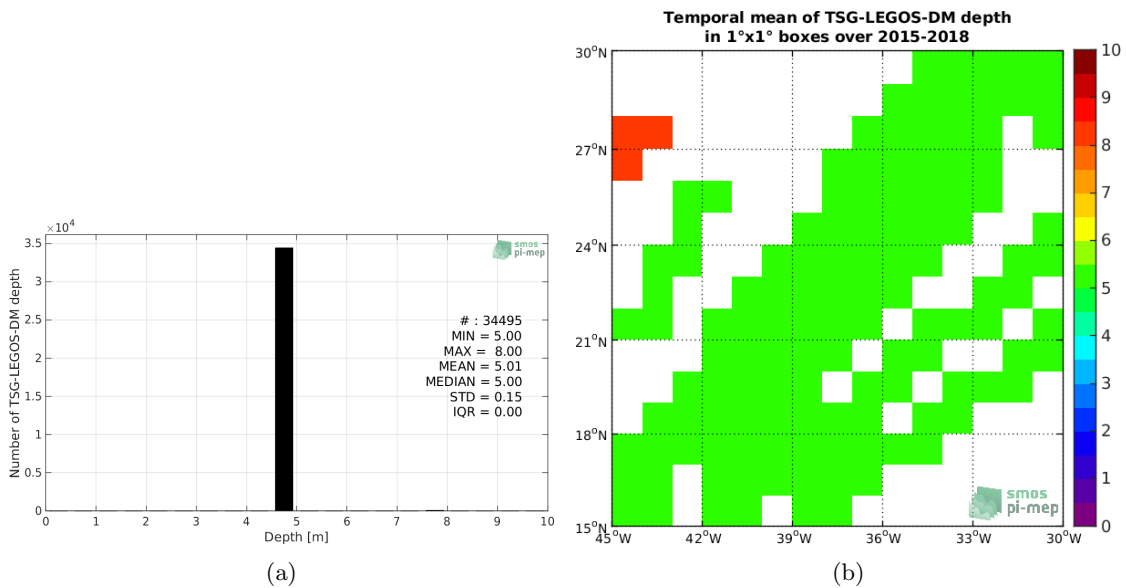 Temporal mean of TSG-LEGOS-DM depth
in 1°x1° boxes over 2015-2018
×10⁴
3.5
3
2.5
2
1.5
1
0.5
0
Number of TSG-LEGOS-DM depth
smos
pi-mep
# : 34495
MIN = 5.00
MAX = 8.00
MEAN = 5.01
MEDIAN = 5.00
STD = 0.15
IQR = 0.00
0 1 2 3 4 5 6 7 8 9 10
Depth [m]
(a)
30°N
27°N
24°N
21°N
18°N
15°N
45°W 42°W 39°W 36°W 33°W 30°W
smos
pi-mep
10
9
8
7
6
5
4
3
2
1
0
(b)